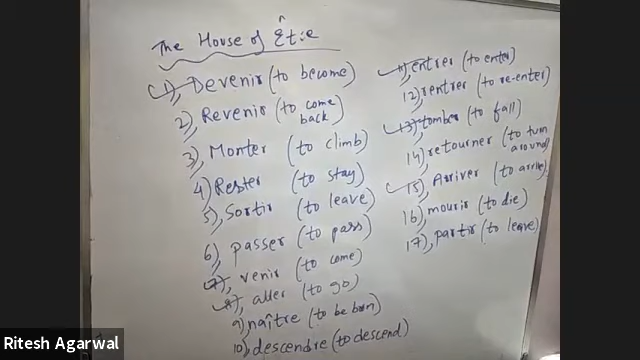 The House of Être
1) Devenir (to become)
2) Revenir (to come back)
3) Monter (to climb)
4) Rester (to stay)
5) Sortir (to leave)
6) passer (to pass)
7) venir (to come)
8) aller (to go)
9) naître (to be born)
10) descendre (to descend)
11) entrer (to enter)
12) rentrer (to re-enter)
13) tomber (to fall)
14) retourner (to turn around)
15) Arriver (to arrive)
16) mourir (to die)
17) partir (to leave)
Ritesh Agarwal